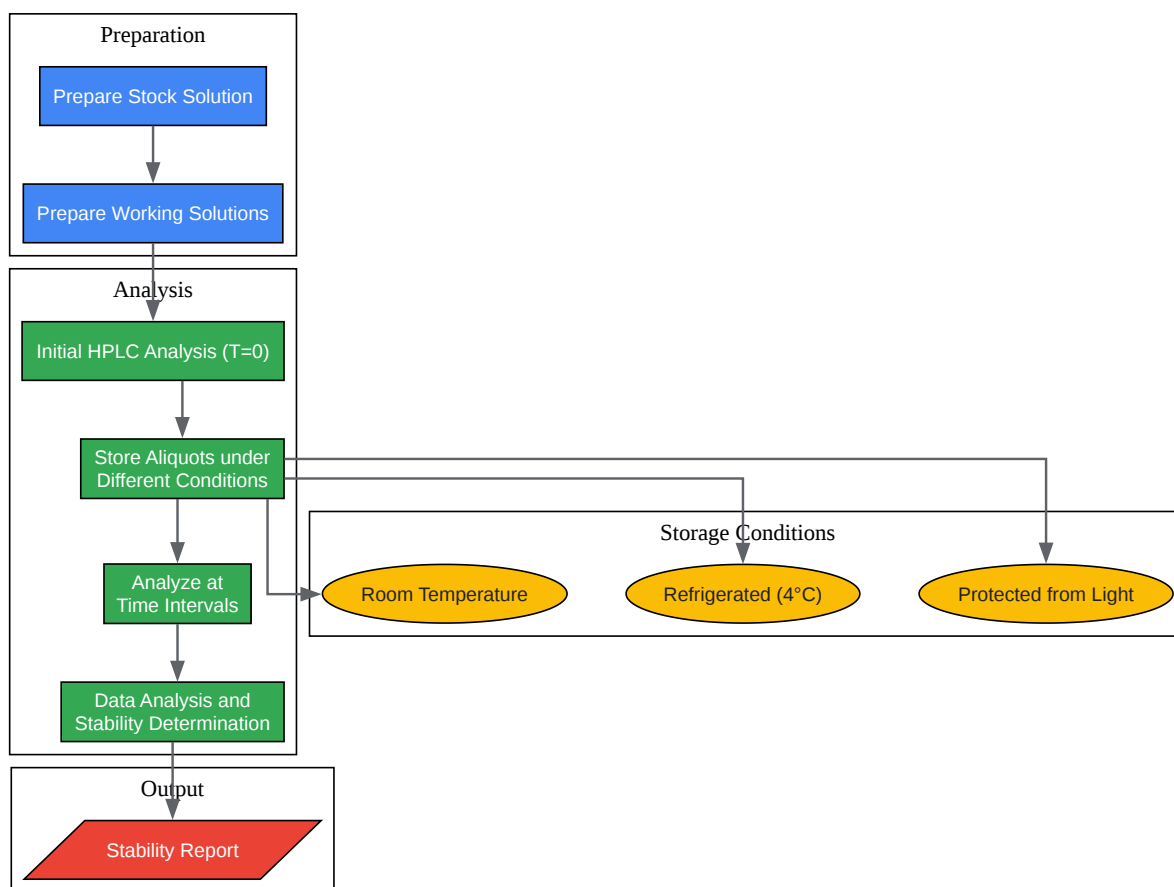 Preparation
Prepare Stock Solution
Prepare Working Solutions
Analysis
Initial HPLC Analysis (T=0)
Store Aliquots under
Different Conditions
Storage Conditions
Analyze at
Time Intervals
Room Temperature
Refrigerated (4°C)
Protected from Light
Data Analysis and
Stability Determination
Output
Stability Report